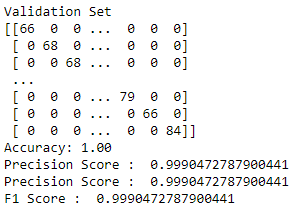 Validation Set
[[66  0  0 ...  0  0  0]
 [ 0 68  0 ...  0  0  0]
 [ 0  0 68 ...  0  0  0]
 ...
 [ 0  0  0 ... 79  0  0]
 [ 0  0  0 ...  0 66  0]
 [ 0  0  0 ...  0  0 84]]
Accuracy: 1.00
Precision Score :  0.9990472787900441
Precision Score :  0.9990472787900441
F1 Score :  0.9990472787900441